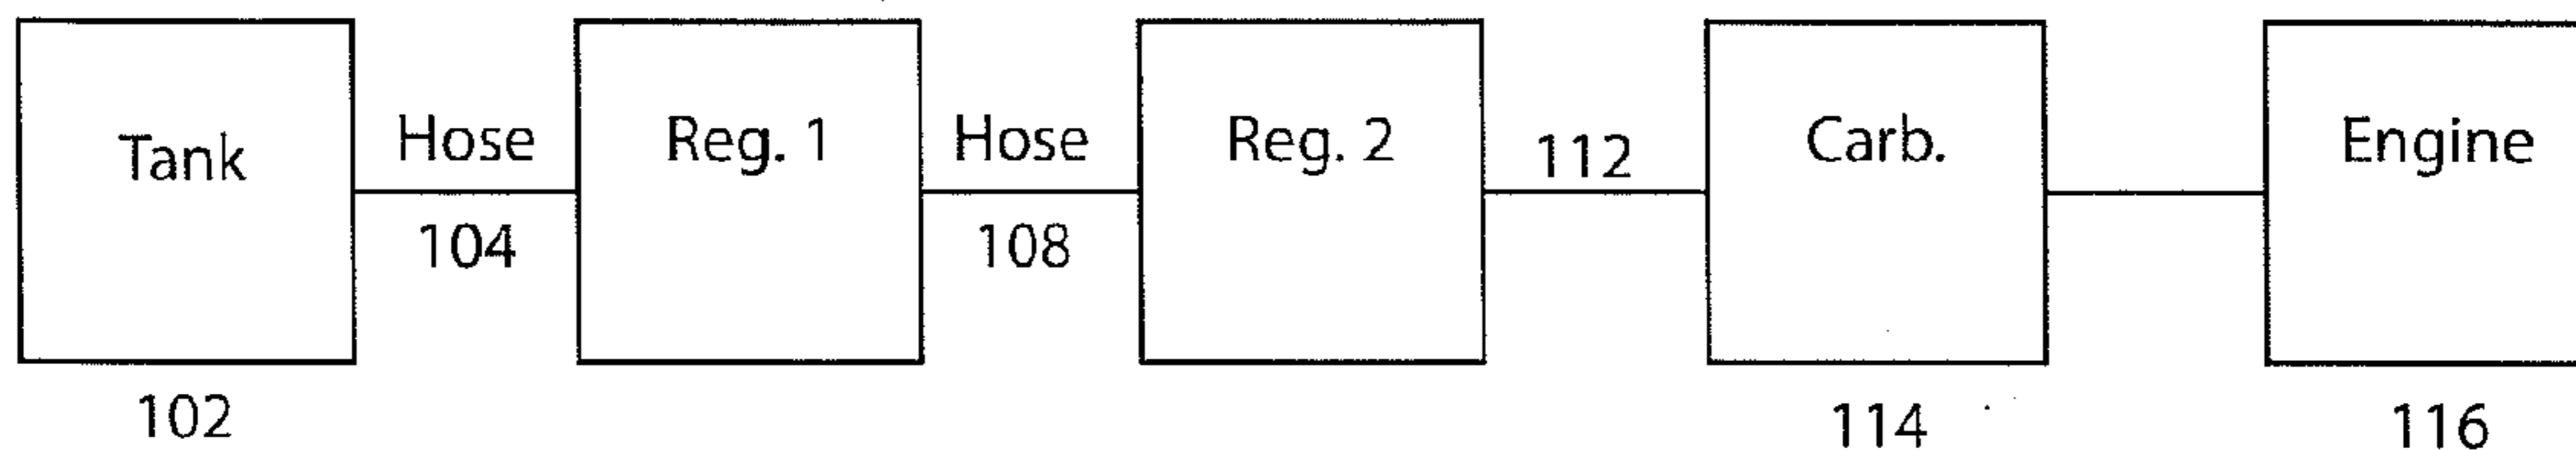 Tank
Hose
Reg. 1
Hose
Reg. 2
112
Carb.
Engine
104
108
102
114
116